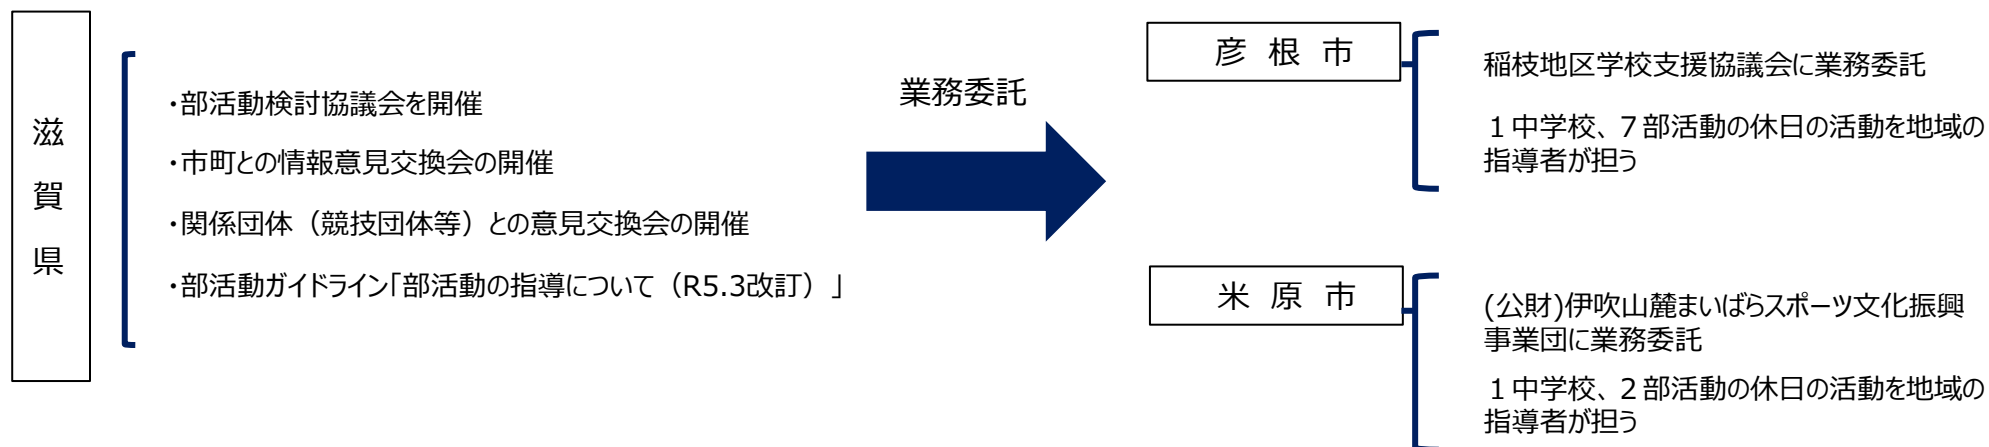 滋賀県
・部活動検討協議会を開催
・市町との情報意見交換会の開催
・関係団体（競技団体等）との意見交換会の開催
・部活動ガイドライン「部活動の指導について（R5.3改訂）」
業務委託
彦根市
稲枝地区学校支援協議会に業務委託
１中学校、７部活動の休日の活動を地域の
指導者が担う
米原市
(公財)伊吹山麓まいばらスポーツ文化振興
事業団に業務委託
１中学校、２部活動の休日の活動を地域の
指導者が担う